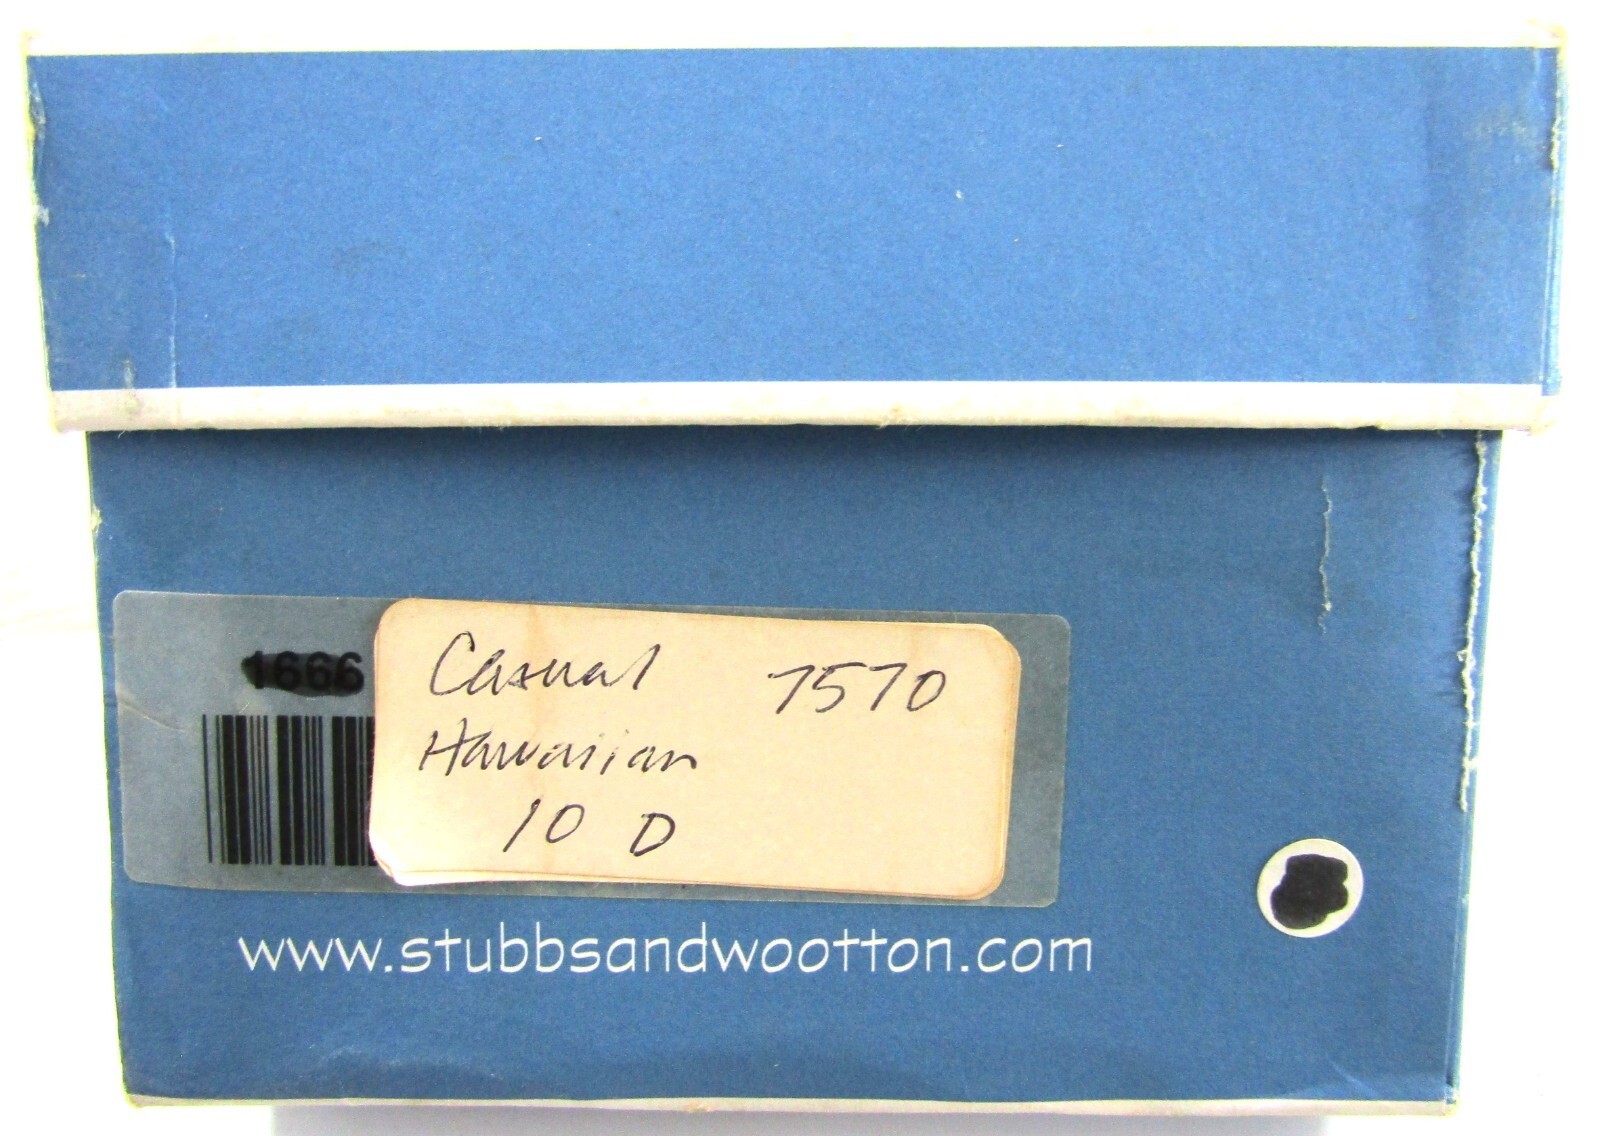 1666
Casual 7570
Hawaiian
10 D
www.stubbsandwootton.com